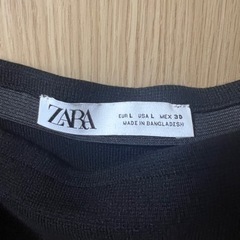 ZARA
EUR L USA L MEX 30
MADE IN BANGLADESH